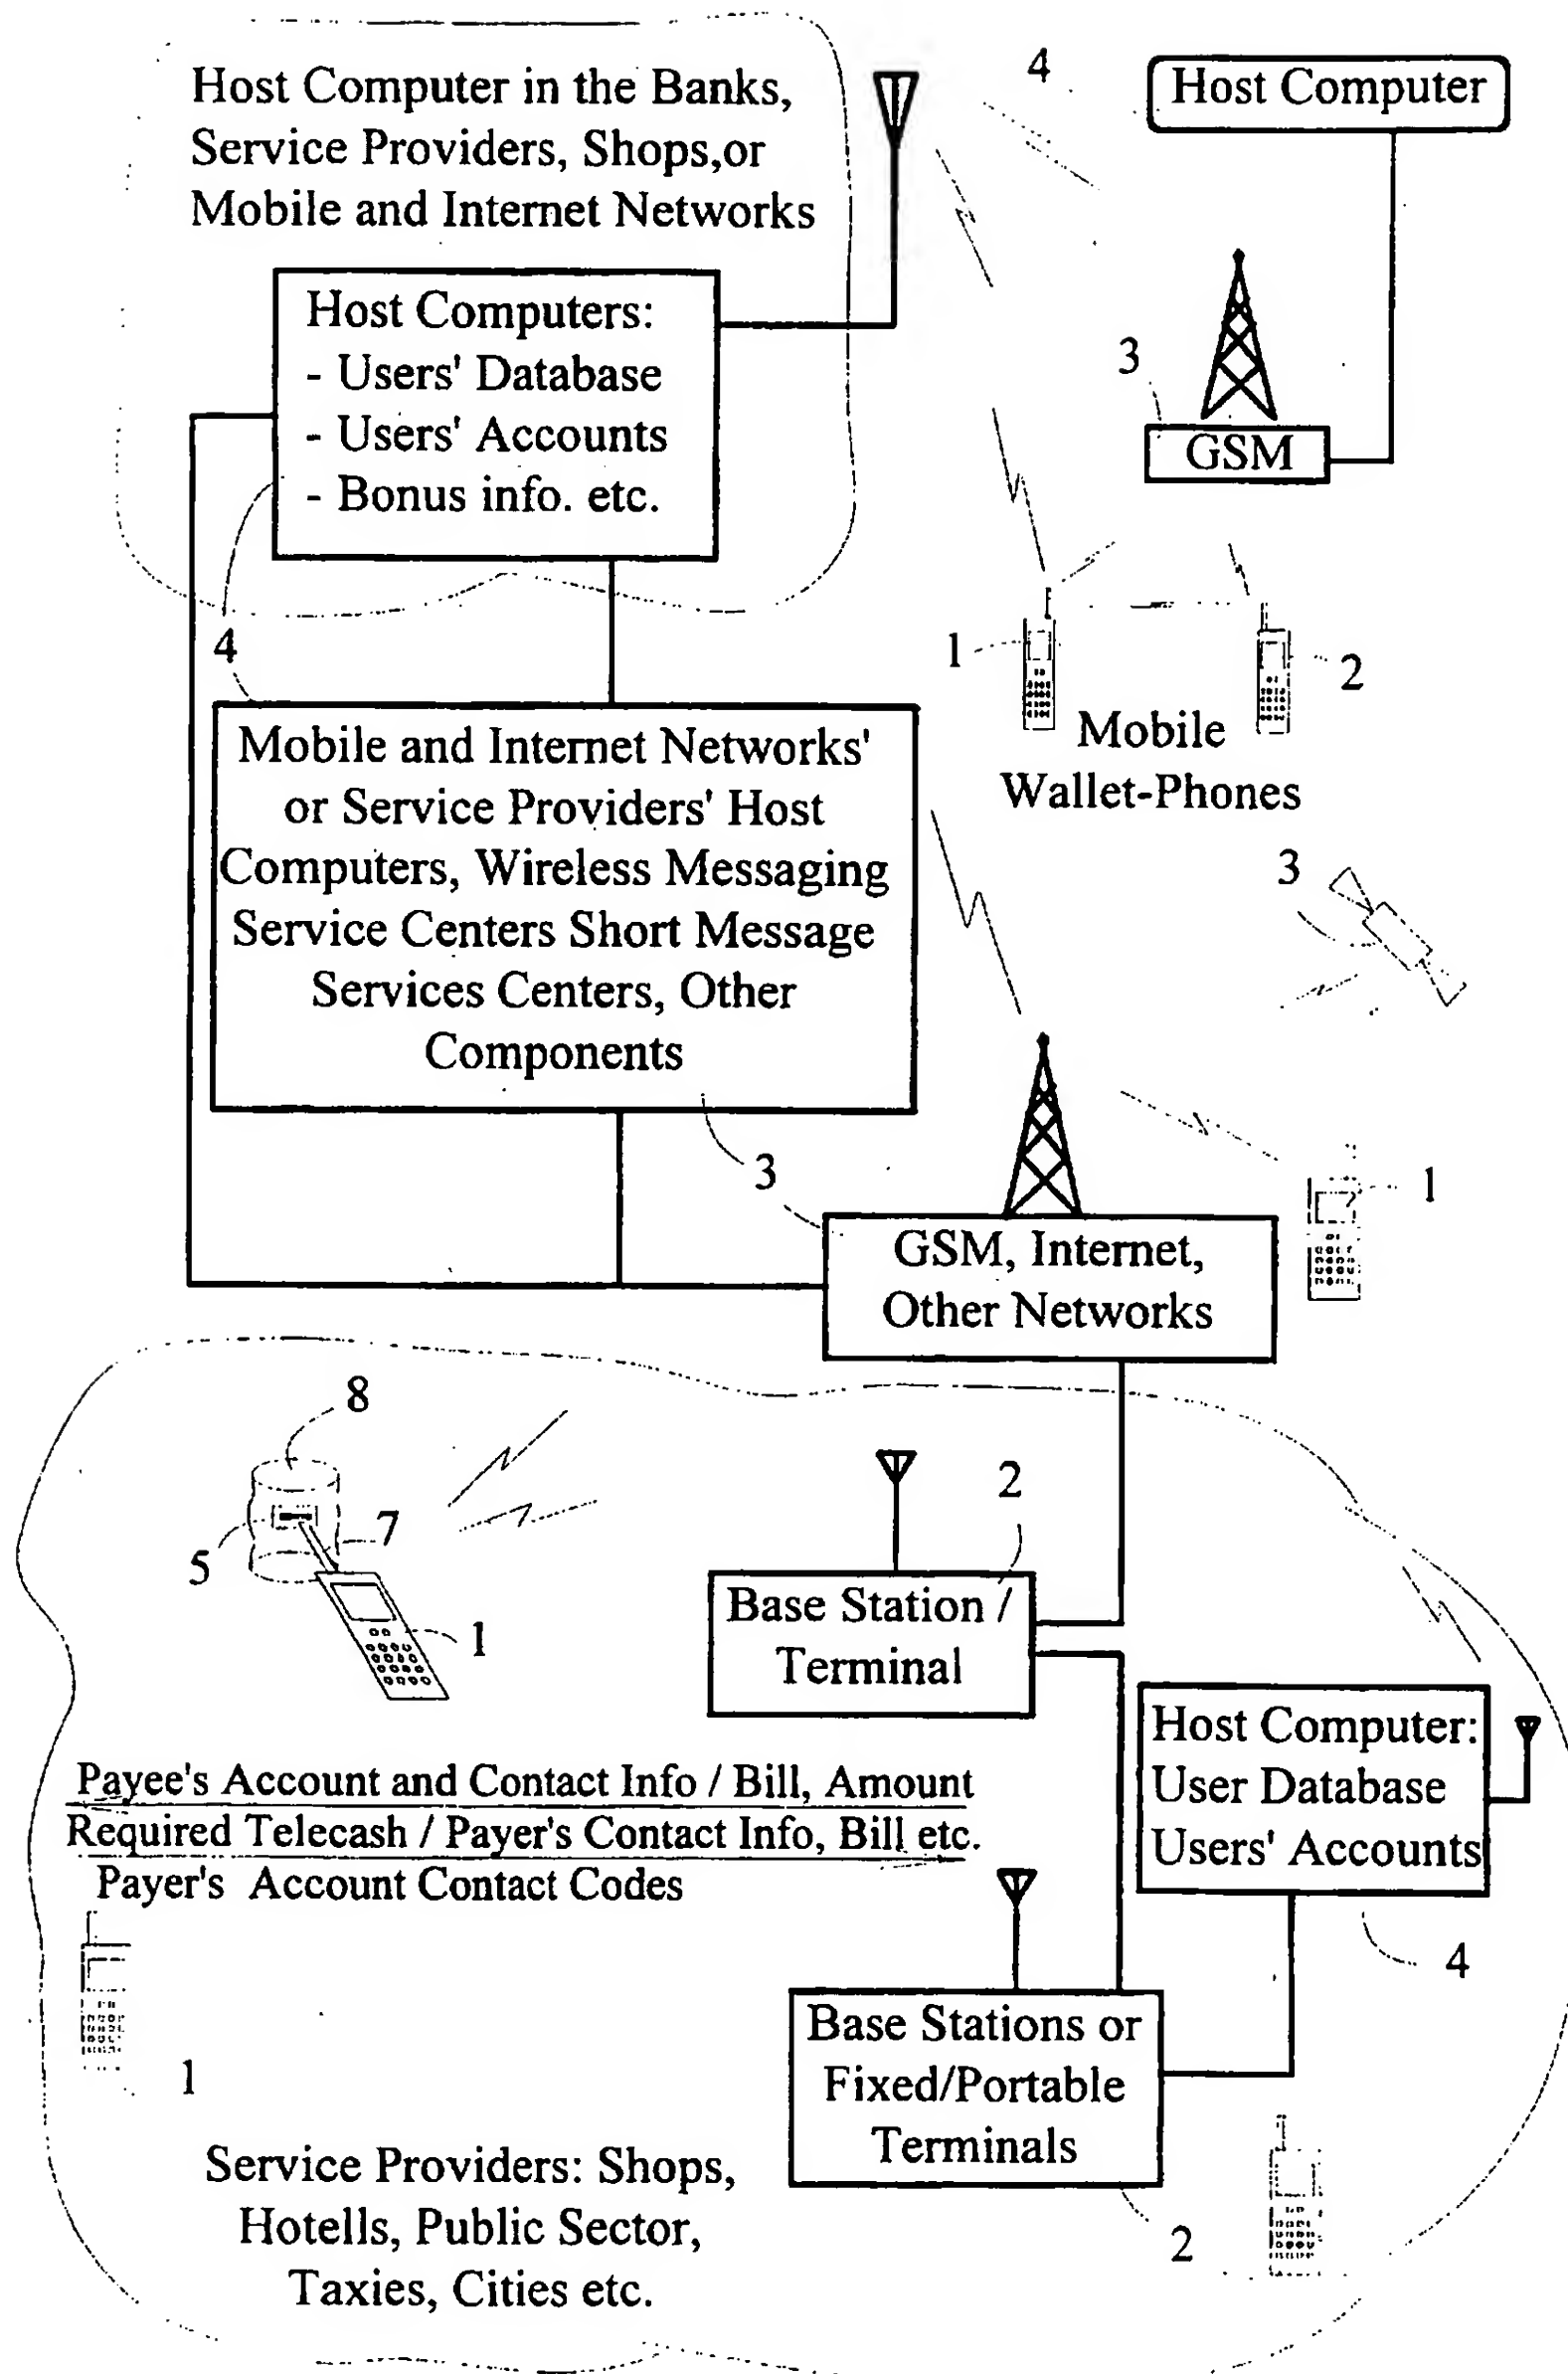 Host Computer in the Banks,
Service Providers, Shops,or
Mobile and Internet Networks
4
Host Computer
Host Computers:
- Users' Database
- Users' Accounts
- Bonus info. etc.
3
GSM
4
1
2
Mobile
Wallet-Phones
Mobile and Internet Networks'
or Service Providers' Host
Computers, Wireless Messaging
Service Centers Short Message
Services Centers, Other
Components
3
3
1
GSM, Internet,
Other Networks
8
5
7
1
2
Base Station /
Terminal
Host Computer:
User Database
Users' Accounts
Payee's Account and Contact Info / Bill, Amount
Required Telecash / Payer's Contact Info, Bill etc.
Payer's Account Contact Codes
4
1
Base Stations or
Fixed/Portable
Terminals
2
Service Providers: Shops,
Hotells, Public Sector,
Taxies, Cities etc.